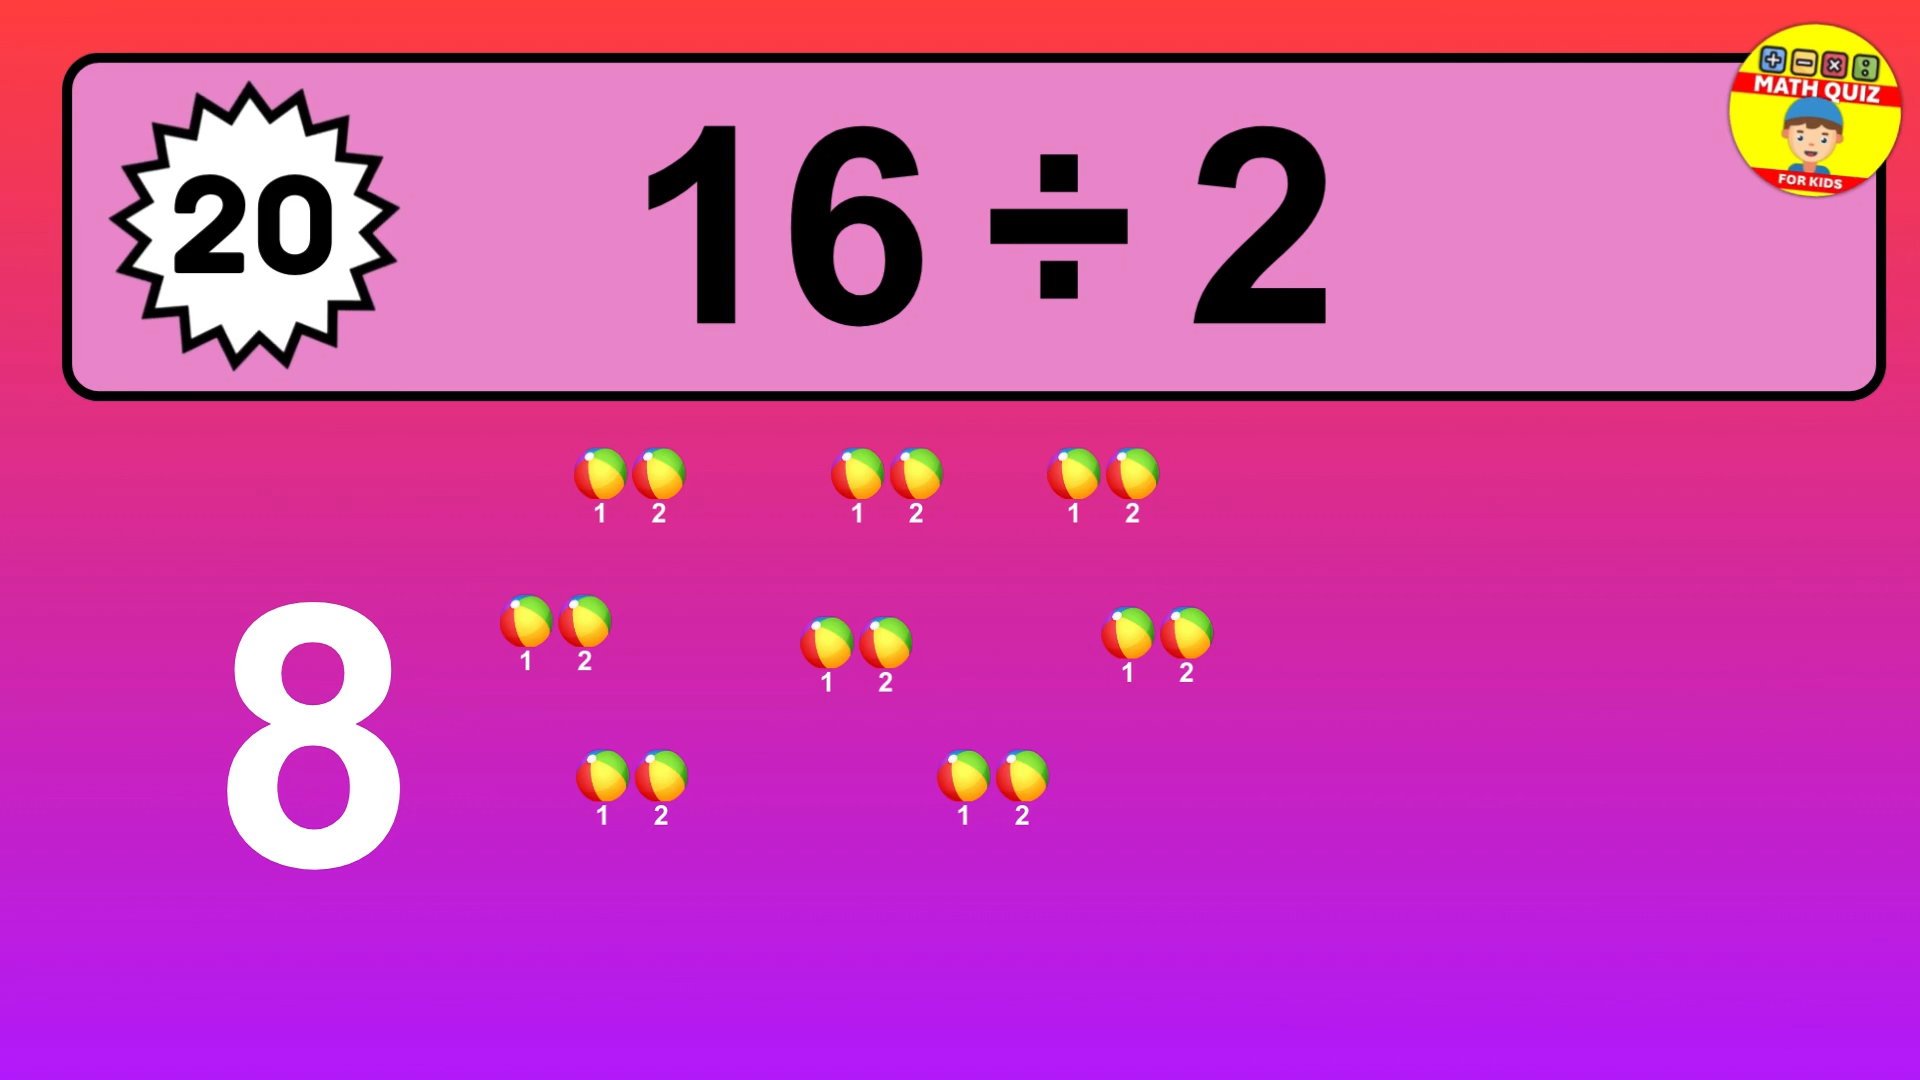 20
16 ÷ 2
+ − × :
MATH QUIZ
FOR KIDS
1 2 1 2 1 2
8
1 2 1 2 1 2
1 2 1 2